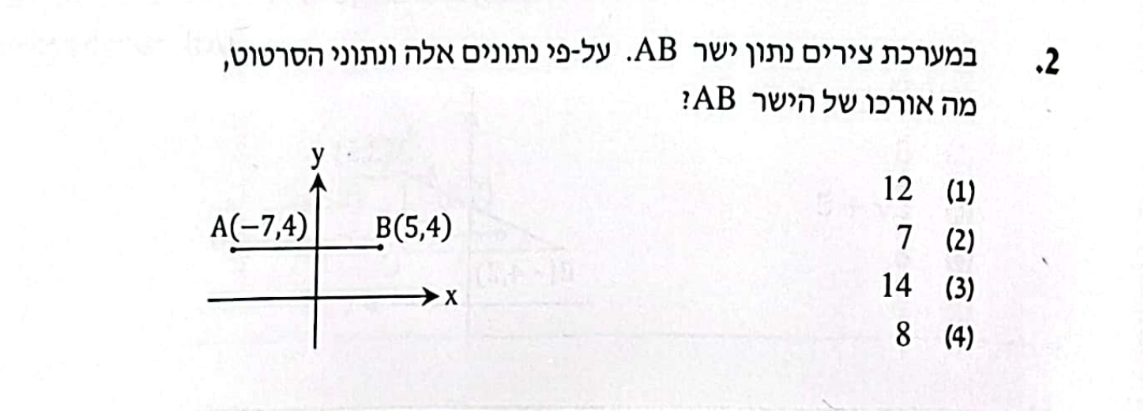 2. במערכת צירים נתון ישר AB. על-פי נתונים אלה ונתוני הסרטוט,
מה אורכו של הישר AB?
(1) 12
(2) 7
(3) 14
(4) 8
y
A(−7,4)
B(5,4)
x